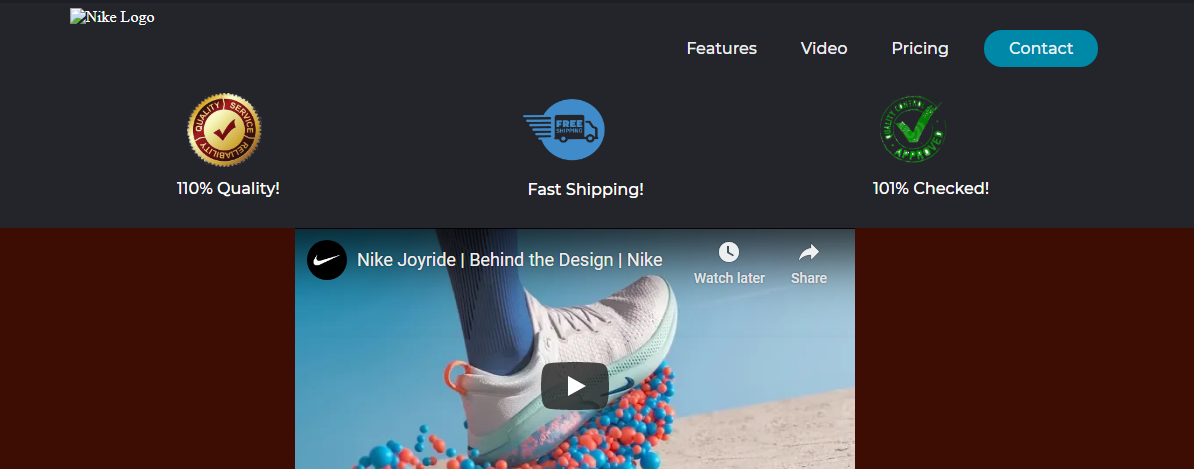 Nike Logo
Features Video Pricing Contact
QUALITY SERVICE RELIABILITY
FREE
SHIPPING
QUALITY CONTROL
APPROVED
110% Quality!
Fast Shipping!
101% Checked!
Nike Joyride | Behind the Design | Nike
Watch later
Share